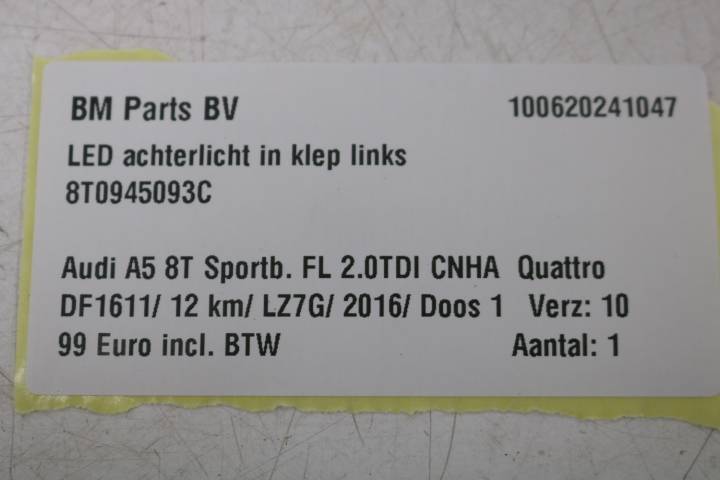 BM Parts BV 100620241047
LED achterlicht in klep links
8T0945093C
Audi A5 8T Sportb. FL 2.0TDI CNHA Quattro
DF1611/ 12 km/ LZ7G/ 2016/ Doos 1 Verz: 10
99 Euro incl. BTW Aantal: 1